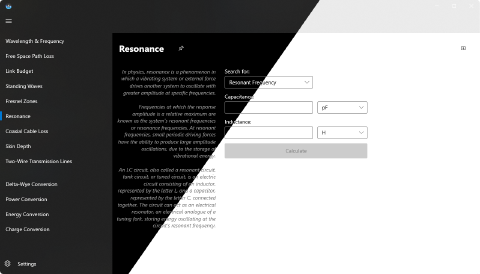 Wavelength & Frequency
Free Space Path Loss
Link Budget
Standing Waves
Fresnel Zones
Resonance
Coaxial Cable Loss
Skin Depth
Two-Wire Transmission Lines
Delta-Wye Conversion
Power Conversion
Energy Conversion
Charge Conversion
Settings
Resonance
In physics, resonance is a phenomenon in
which a vibrating system or external force
drives another system to oscillate with
greater amplitude at specific frequencies.
Frequencies at which the response
amplitude is a relative maximum are
known as the system's resonant frequencies
or resonance frequencies. At resonant
frequencies, small periodic driving forces
have the ability to produce large amplitude
oscillations, due to the storage of
vibrational energy.
An LC circuit, also called a resonant circuit,
tank circuit, or tuned circuit, is an electric
circuit consisting of an inductor,
represented by the letter L, and a capacitor,
represented by the letter C, connected
together. The circuit can act as an electrical
resonator, an electrical analogue of a
tuning fork, storing energy oscillating at the
circuit's resonant frequency.
Search for:
Resonant Frequency
Capacitance:
pF
Inductance:
H
Calculate